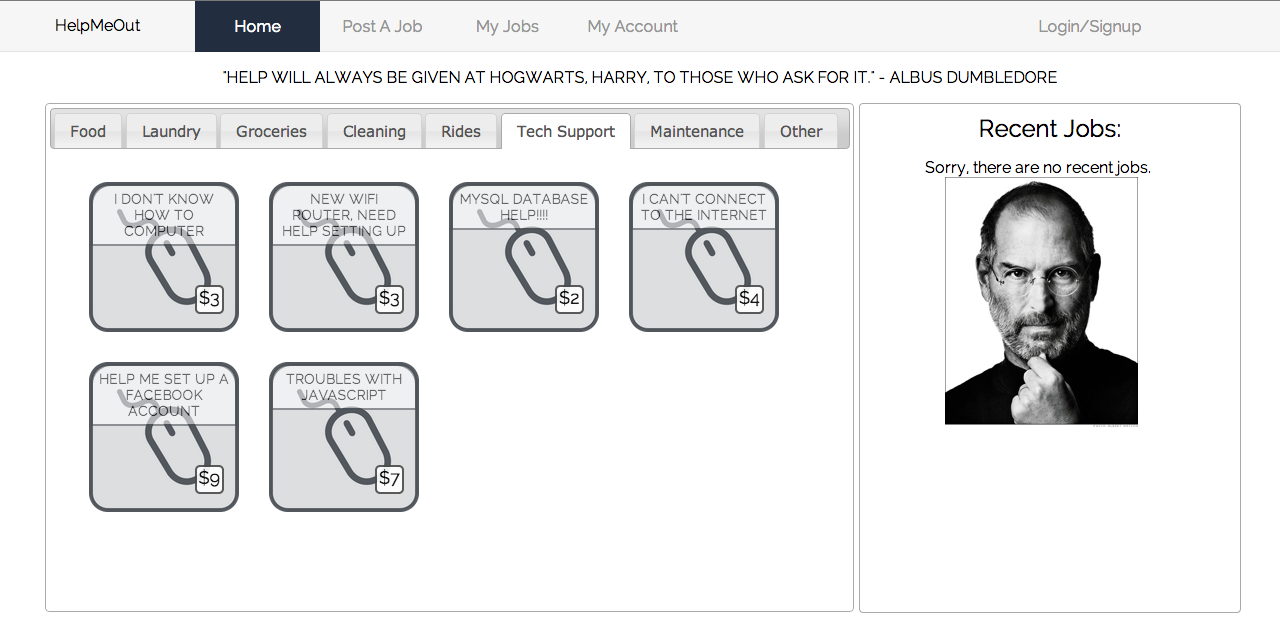 HelpMeOut Home Post A Job My Jobs My Account Login/Signup
"HELP WILL ALWAYS BE GIVEN AT HOGWARTS, HARRY, TO THOSE WHO ASK FOR IT." - ALBUS DUMBLEDORE
Food Laundry Groceries Cleaning Rides Tech Support Maintenance Other
I DON'T KNOW
HOW TO
COMPUTER
$3
NEW WIFI
ROUTER, NEED
HELP SETTING UP
$3
MYSQL DATABASE
HELP!!!!
$2
I CAN'T CONNECT
TO THE INTERNET
$4
HELP ME SET UP A
FACEBOOK
ACCOUNT
$9
TROUBLES WITH
JAVASCRIPT
$7
Recent Jobs:
Sorry, there are no recent jobs.